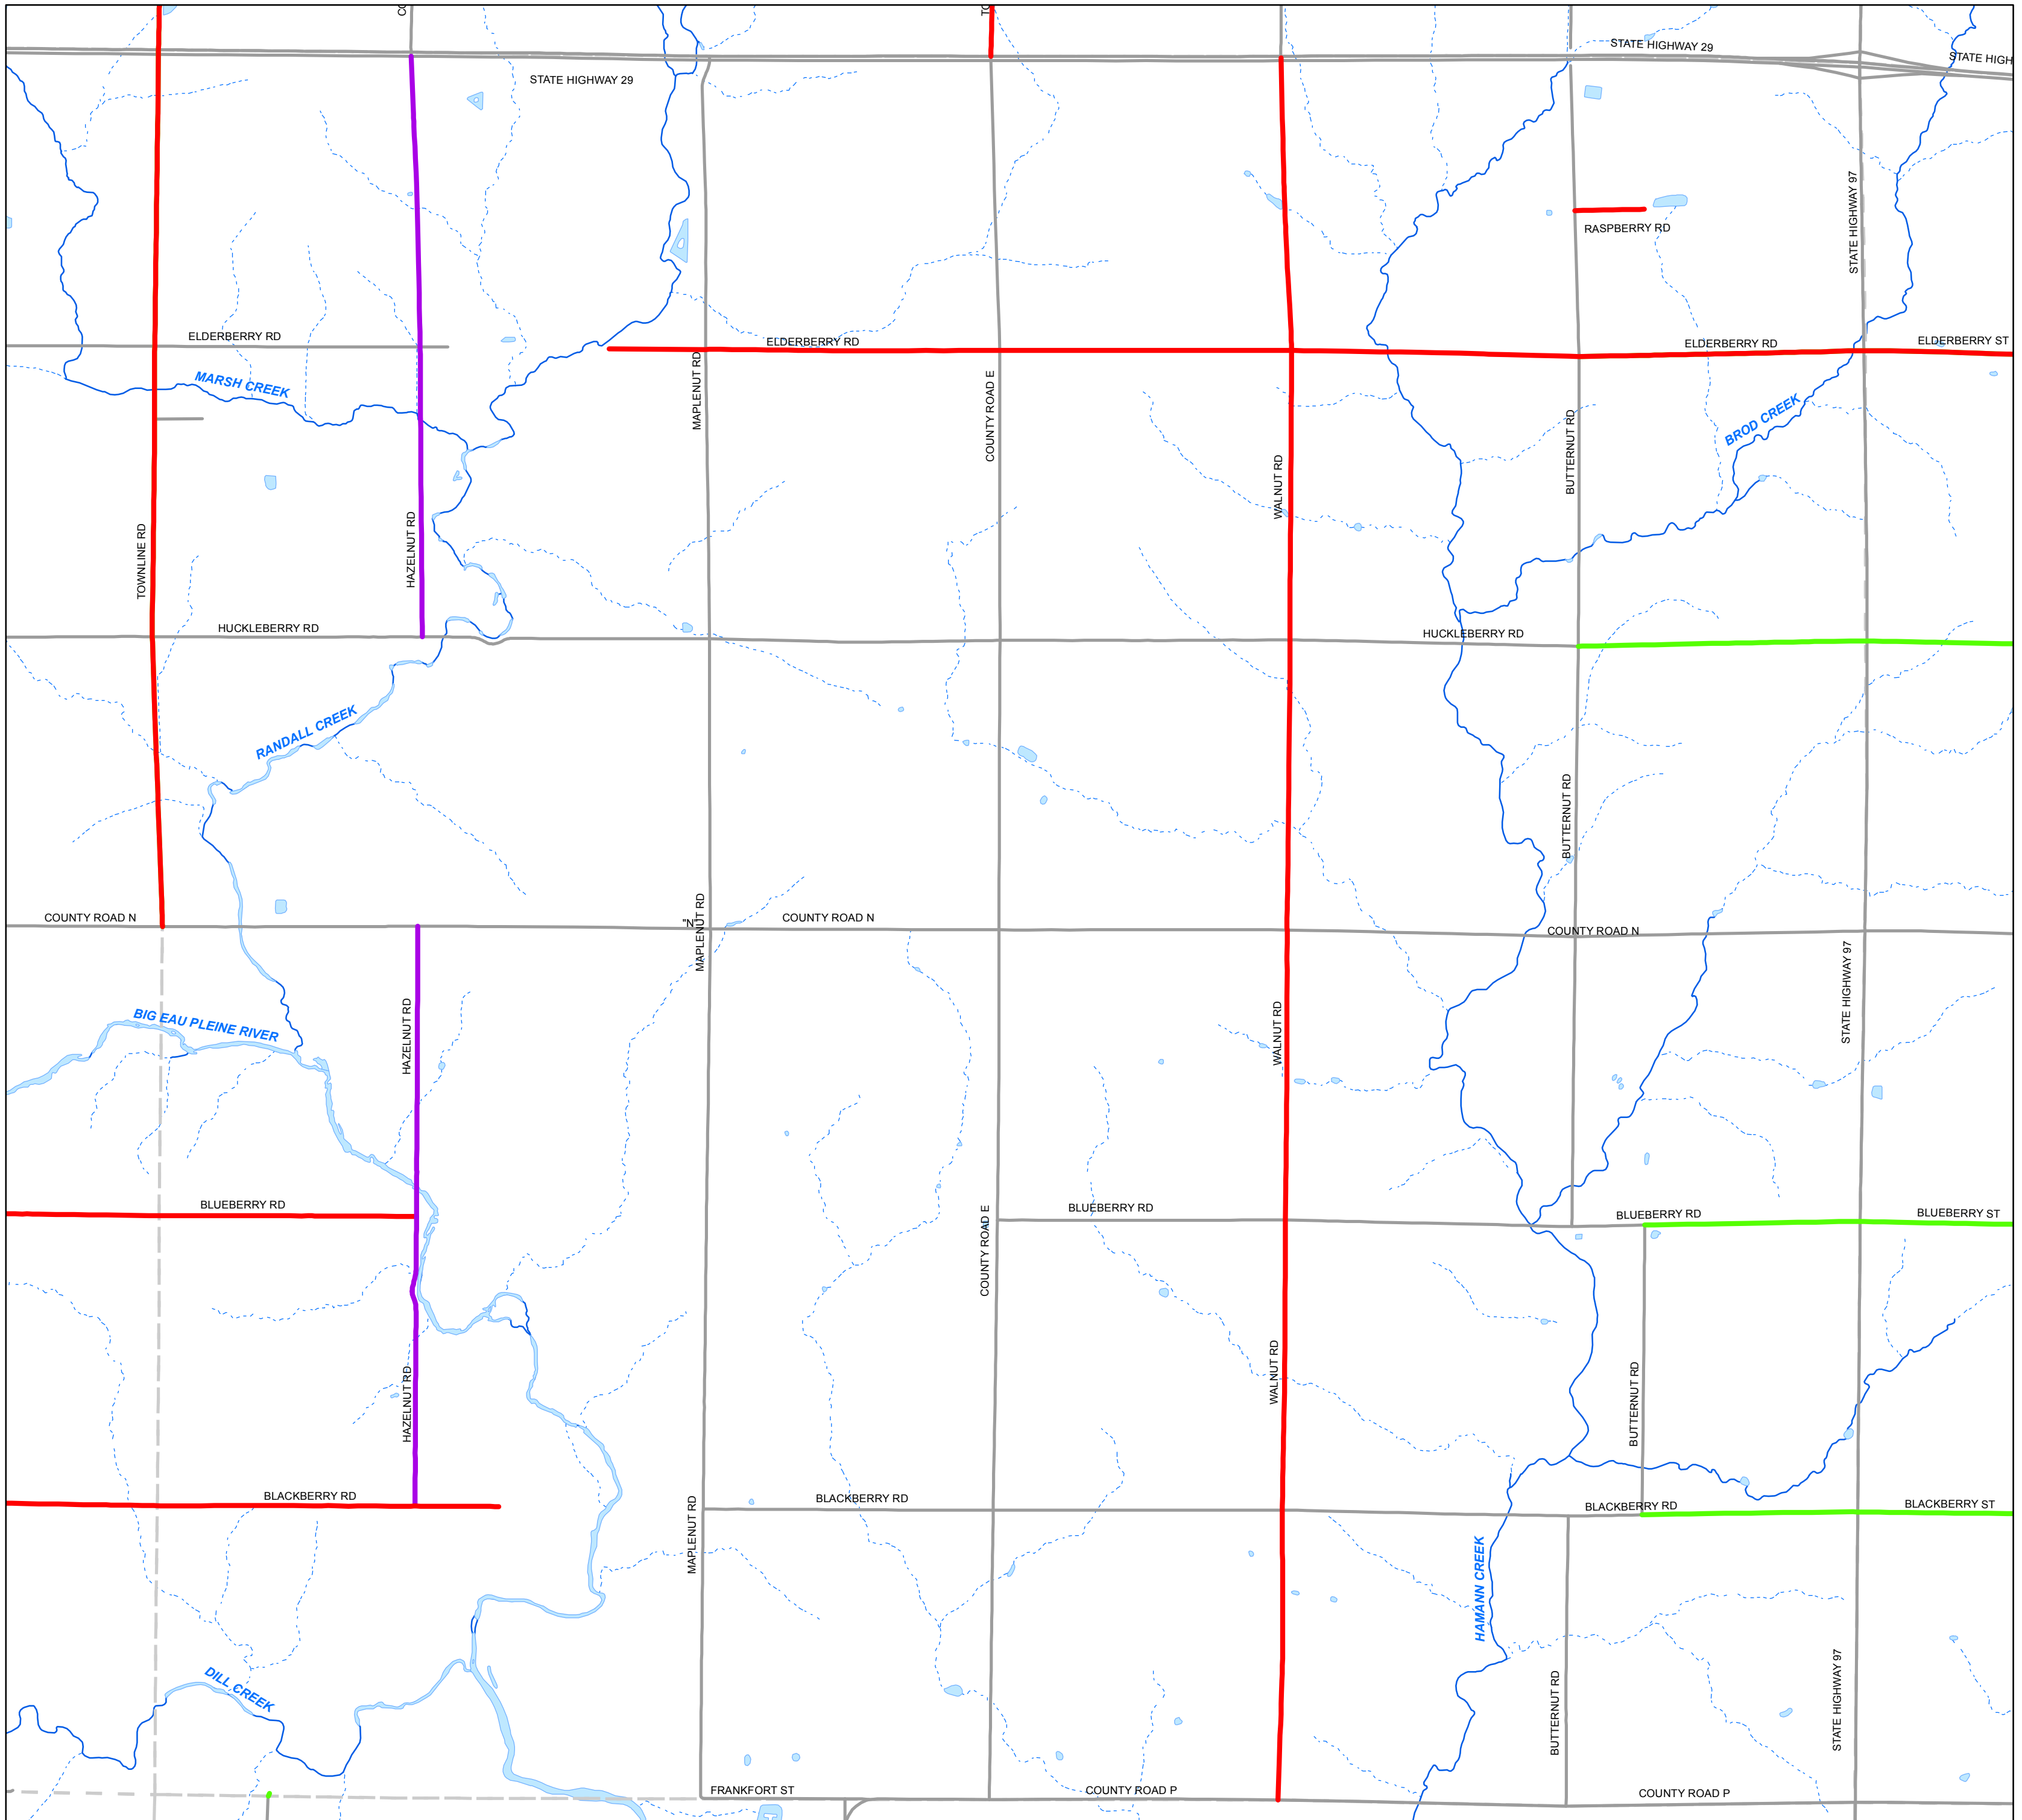 STATE HIGHWAY 29
STATE HIGH
STATE HIGHWAY 29
STATE HIGHWAY 97
RASPBERRY RD
ELDERBERRY RD
ELDERBERRY RD
ELDERBERRY RD
ELDERBERRY ST
MARSH CREEK
MAPLENUT RD
COUNTY ROAD E
BUTTERNUT RD
BROD CREEK
WALNUT RD
TOWNLINE RD
HAZELNUT RD
HUCKLEBERRY RD
HUCKLEBERRY RD
RANDALL CREEK
BUTTERNUT RD
COUNTY ROAD N
"N"
MAPLENUT RD
COUNTY ROAD N
COUNTY ROAD N
STATE HIGHWAY 97
BIG EAU PLEINE RIVER
HAZELNUT RD
WALNUT RD
BLUEBERRY RD
BLUEBERRY RD
BLUEBERRY RD
BLUEBERRY ST
COUNTY ROAD E
HAZELNUT RD
WALNUT RD
BUTTERNUT RD
BLACKBERRY RD
BLACKBERRY RD
BLACKBERRY RD
BLACKBERRY ST
MAPLENUT RD
HAMANN CREEK
DILL CREEK
BUTTERNUT RD
STATE HIGHWAY 97
FRANKFORT ST
COUNTY ROAD P
COUNTY ROAD P